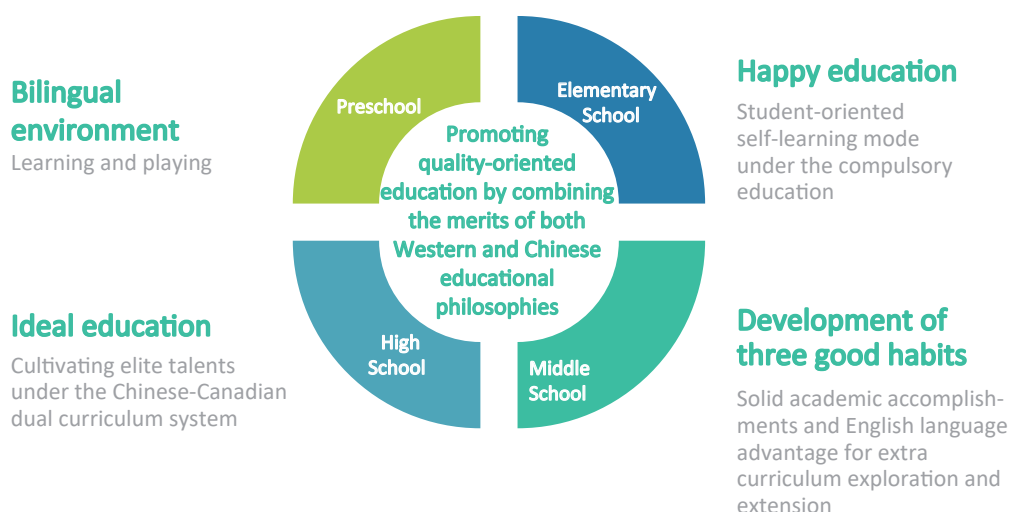 Bilingual
environment
Learning and playing
Preschool
Elementary
School
Happy education
Student-oriented
self-learning mode
under the compulsory
education
Promoting
quality-oriented
education by combining
the merits of both
Western and Chinese
educational
philosophies
Ideal education
Cultivating elite talents
under the Chinese-Canadian
dual curriculum system
High
School
Middle
School
Development of
three good habits
Solid academic accomplish-
ments and English language
advantage for extra
curriculum exploration and
extension